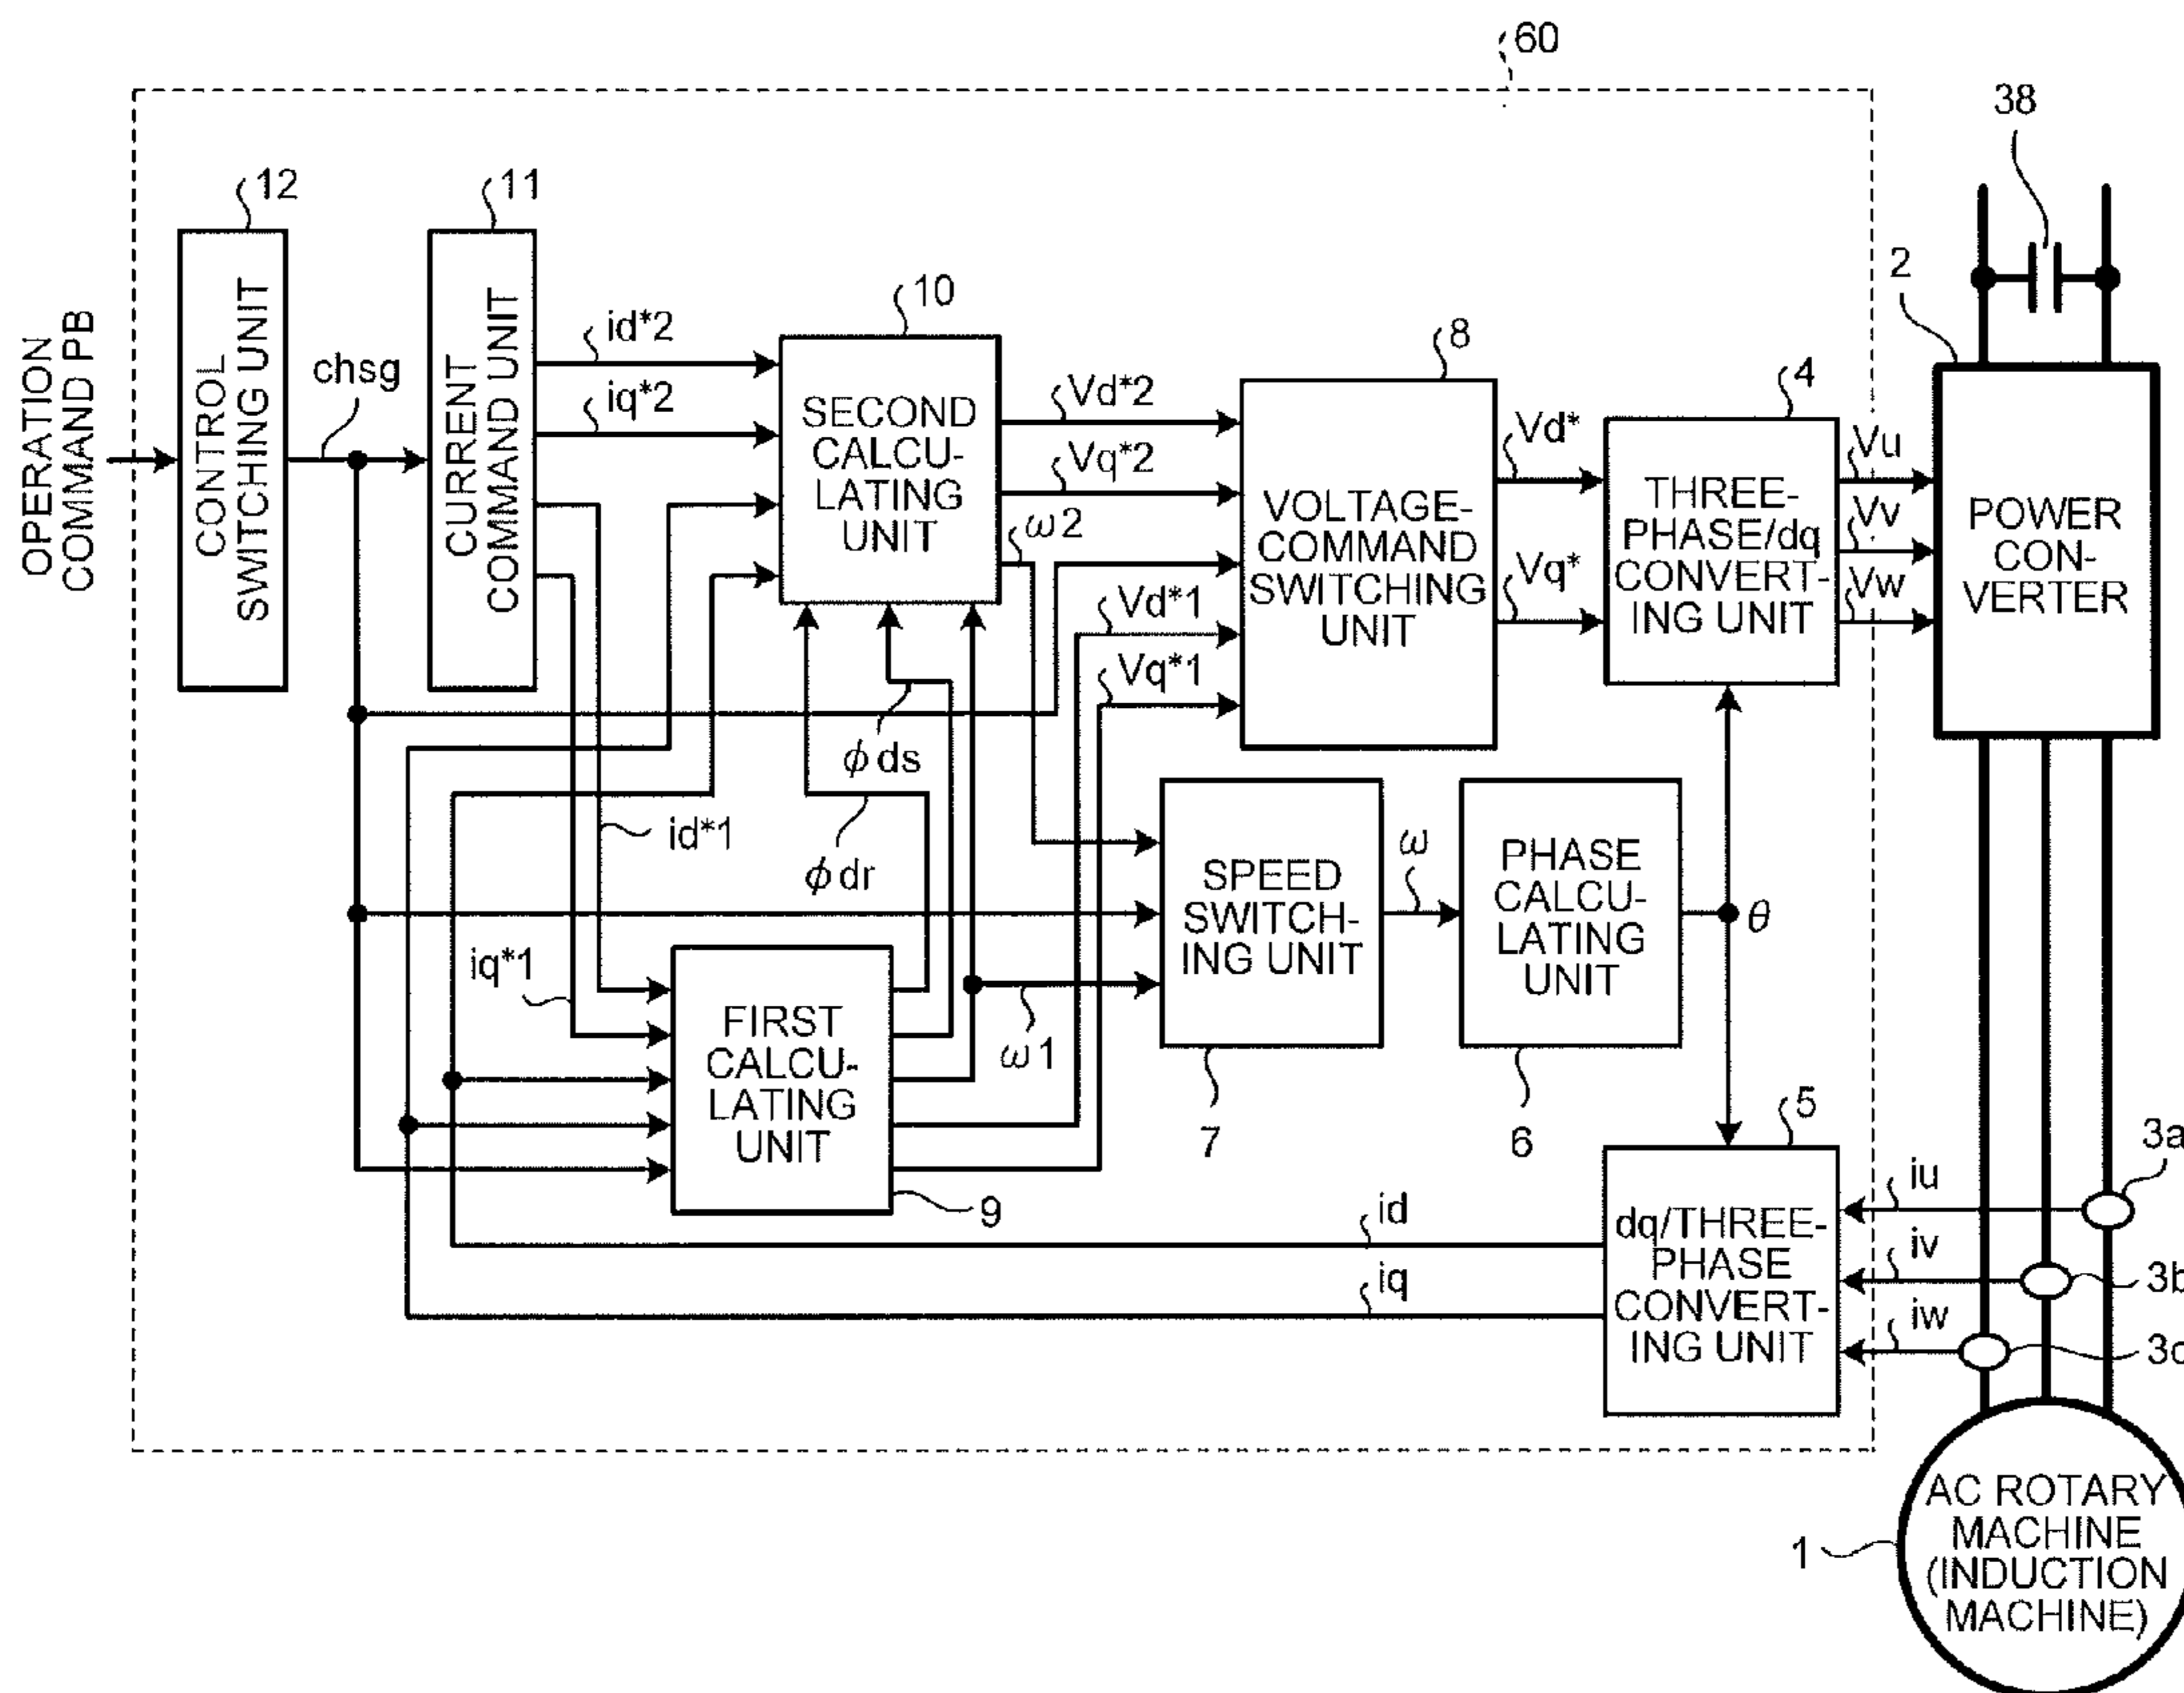 60
38
12
11
10
2
8
4
OPERATION
COMMAND PB
CONTROL
SWITCHING UNIT
chsg
CURRENT
COMMAND UNIT
id*2
iq*2
SECOND
CALCU-
LATING
UNIT
Vd*2
Vq*2
ω2
Vd*1
Vq*1
VOLTAGE-
COMMAND
SWITCHING
UNIT
Vd*
Vq*
THREE-
PHASE/dq
CONVERT-
ING UNIT
Vu
Vv
Vw
POWER
CON-
VERTER
ϕds
ϕdr
id*1
iq*1
FIRST
CALCU-
LATING
UNIT
9
ω1
SPEED
SWITCH-
ING UNIT
7
ω
PHASE
CALCU-
LATING
UNIT
6
θ
5
dq/THREE-
PHASE
CONVERT-
ING UNIT
id
iq
iu
iv
iw
3a
3b
3c
1
AC ROTARY
MACHINE
(INDUCTION
MACHINE)